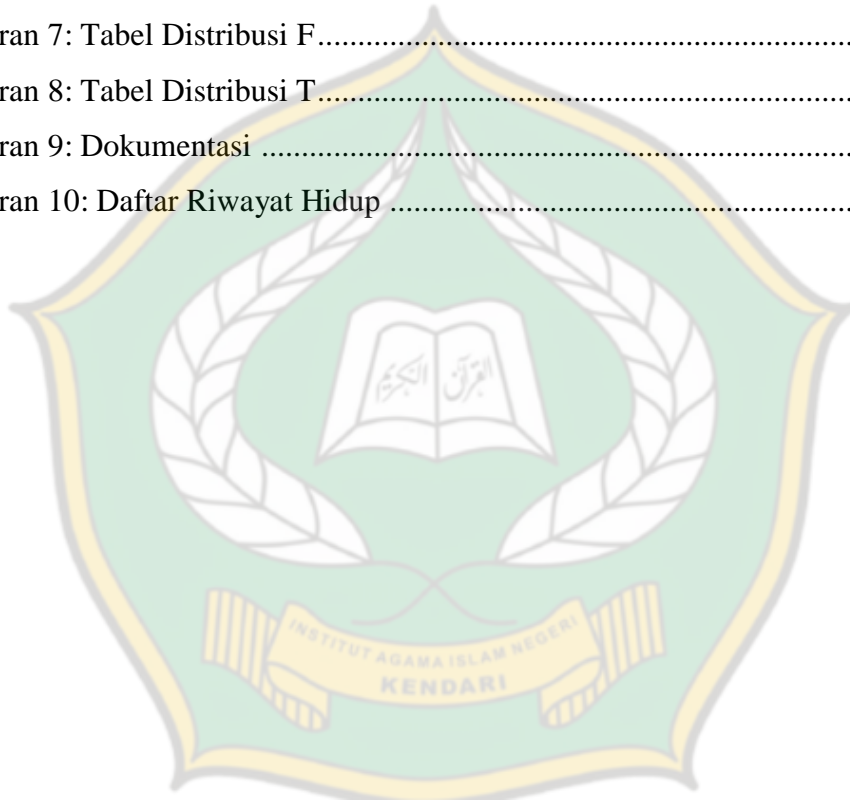 ran 7: Tabel Distribusi F..........................................................................
ran 8: Tabel Distribusi T..........................................................................
ran 9: Dokumentasi ..........................................................................
ran 10: Daftar Riwayat Hidup ..........................................................
القرآن الكريم
INSTITUT AGAMA ISLAM NEGERI
KENDARI